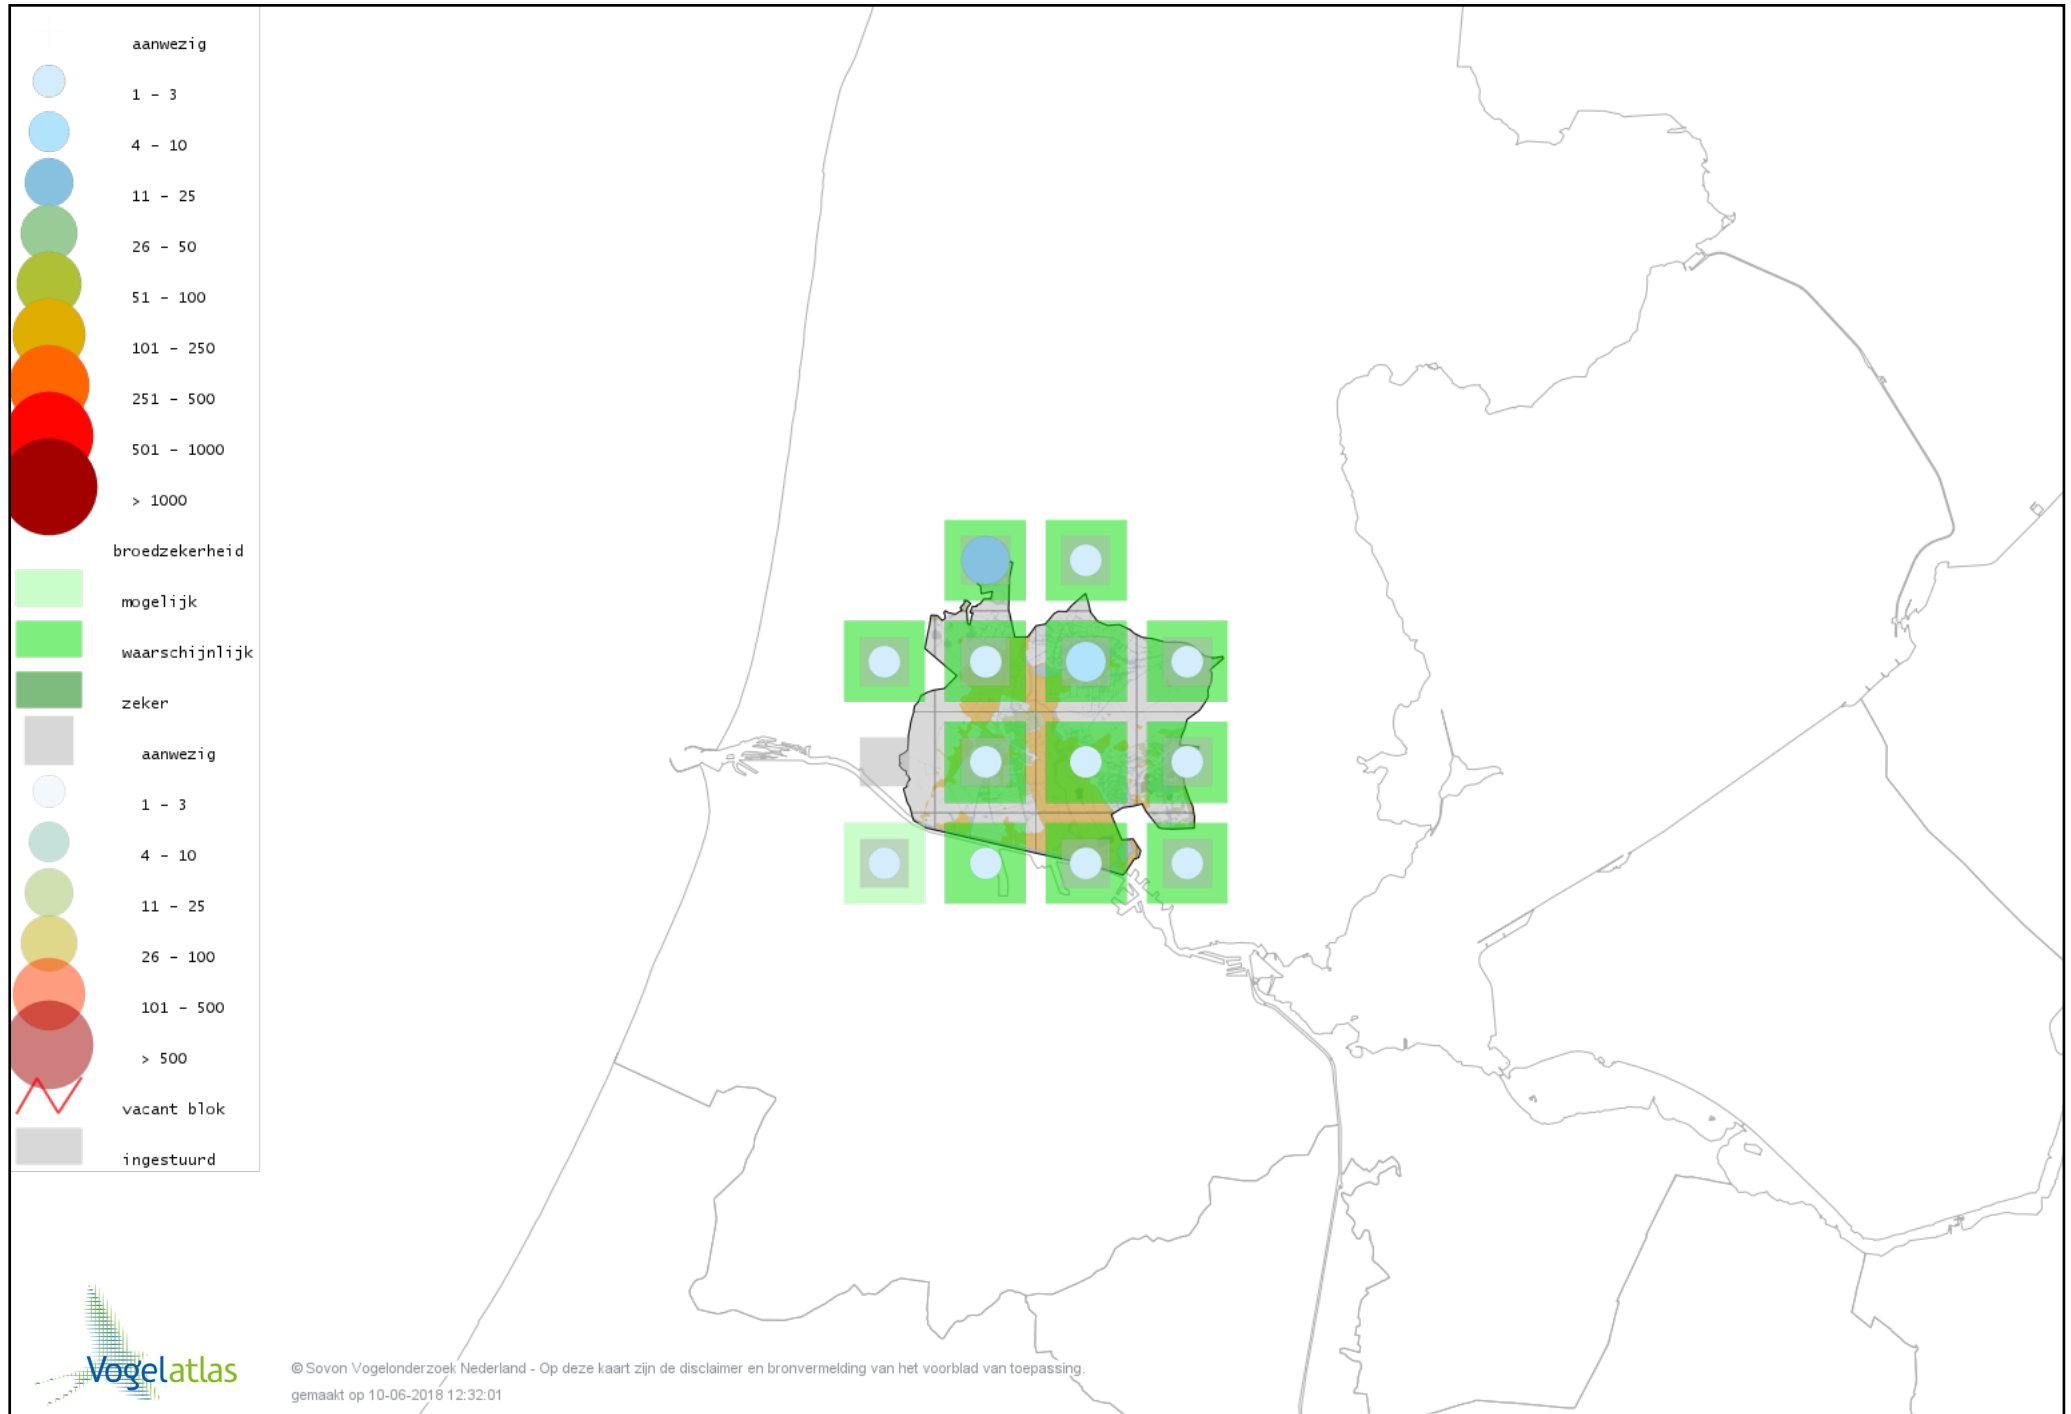 aanwezig
1 - 3
4 - 10
11 - 25
26 - 50
51 - 100
101 - 250
251 - 500
501 - 1000
> 1000
broedzekerheid
mogelijk
waarschijnlijk
zeker
aanwezig
1 - 3
4 - 10
11 - 25
26 - 100
101 - 500
> 500
vacant blok
ingestuurd
Vogelatlas
© Sovon Vogelonderzoek Nederland - Op deze kaart zijn de disclaimer en bronvermelding van het voorblad van toepassing.
gemaakt op 10-06-2018 12:32:01